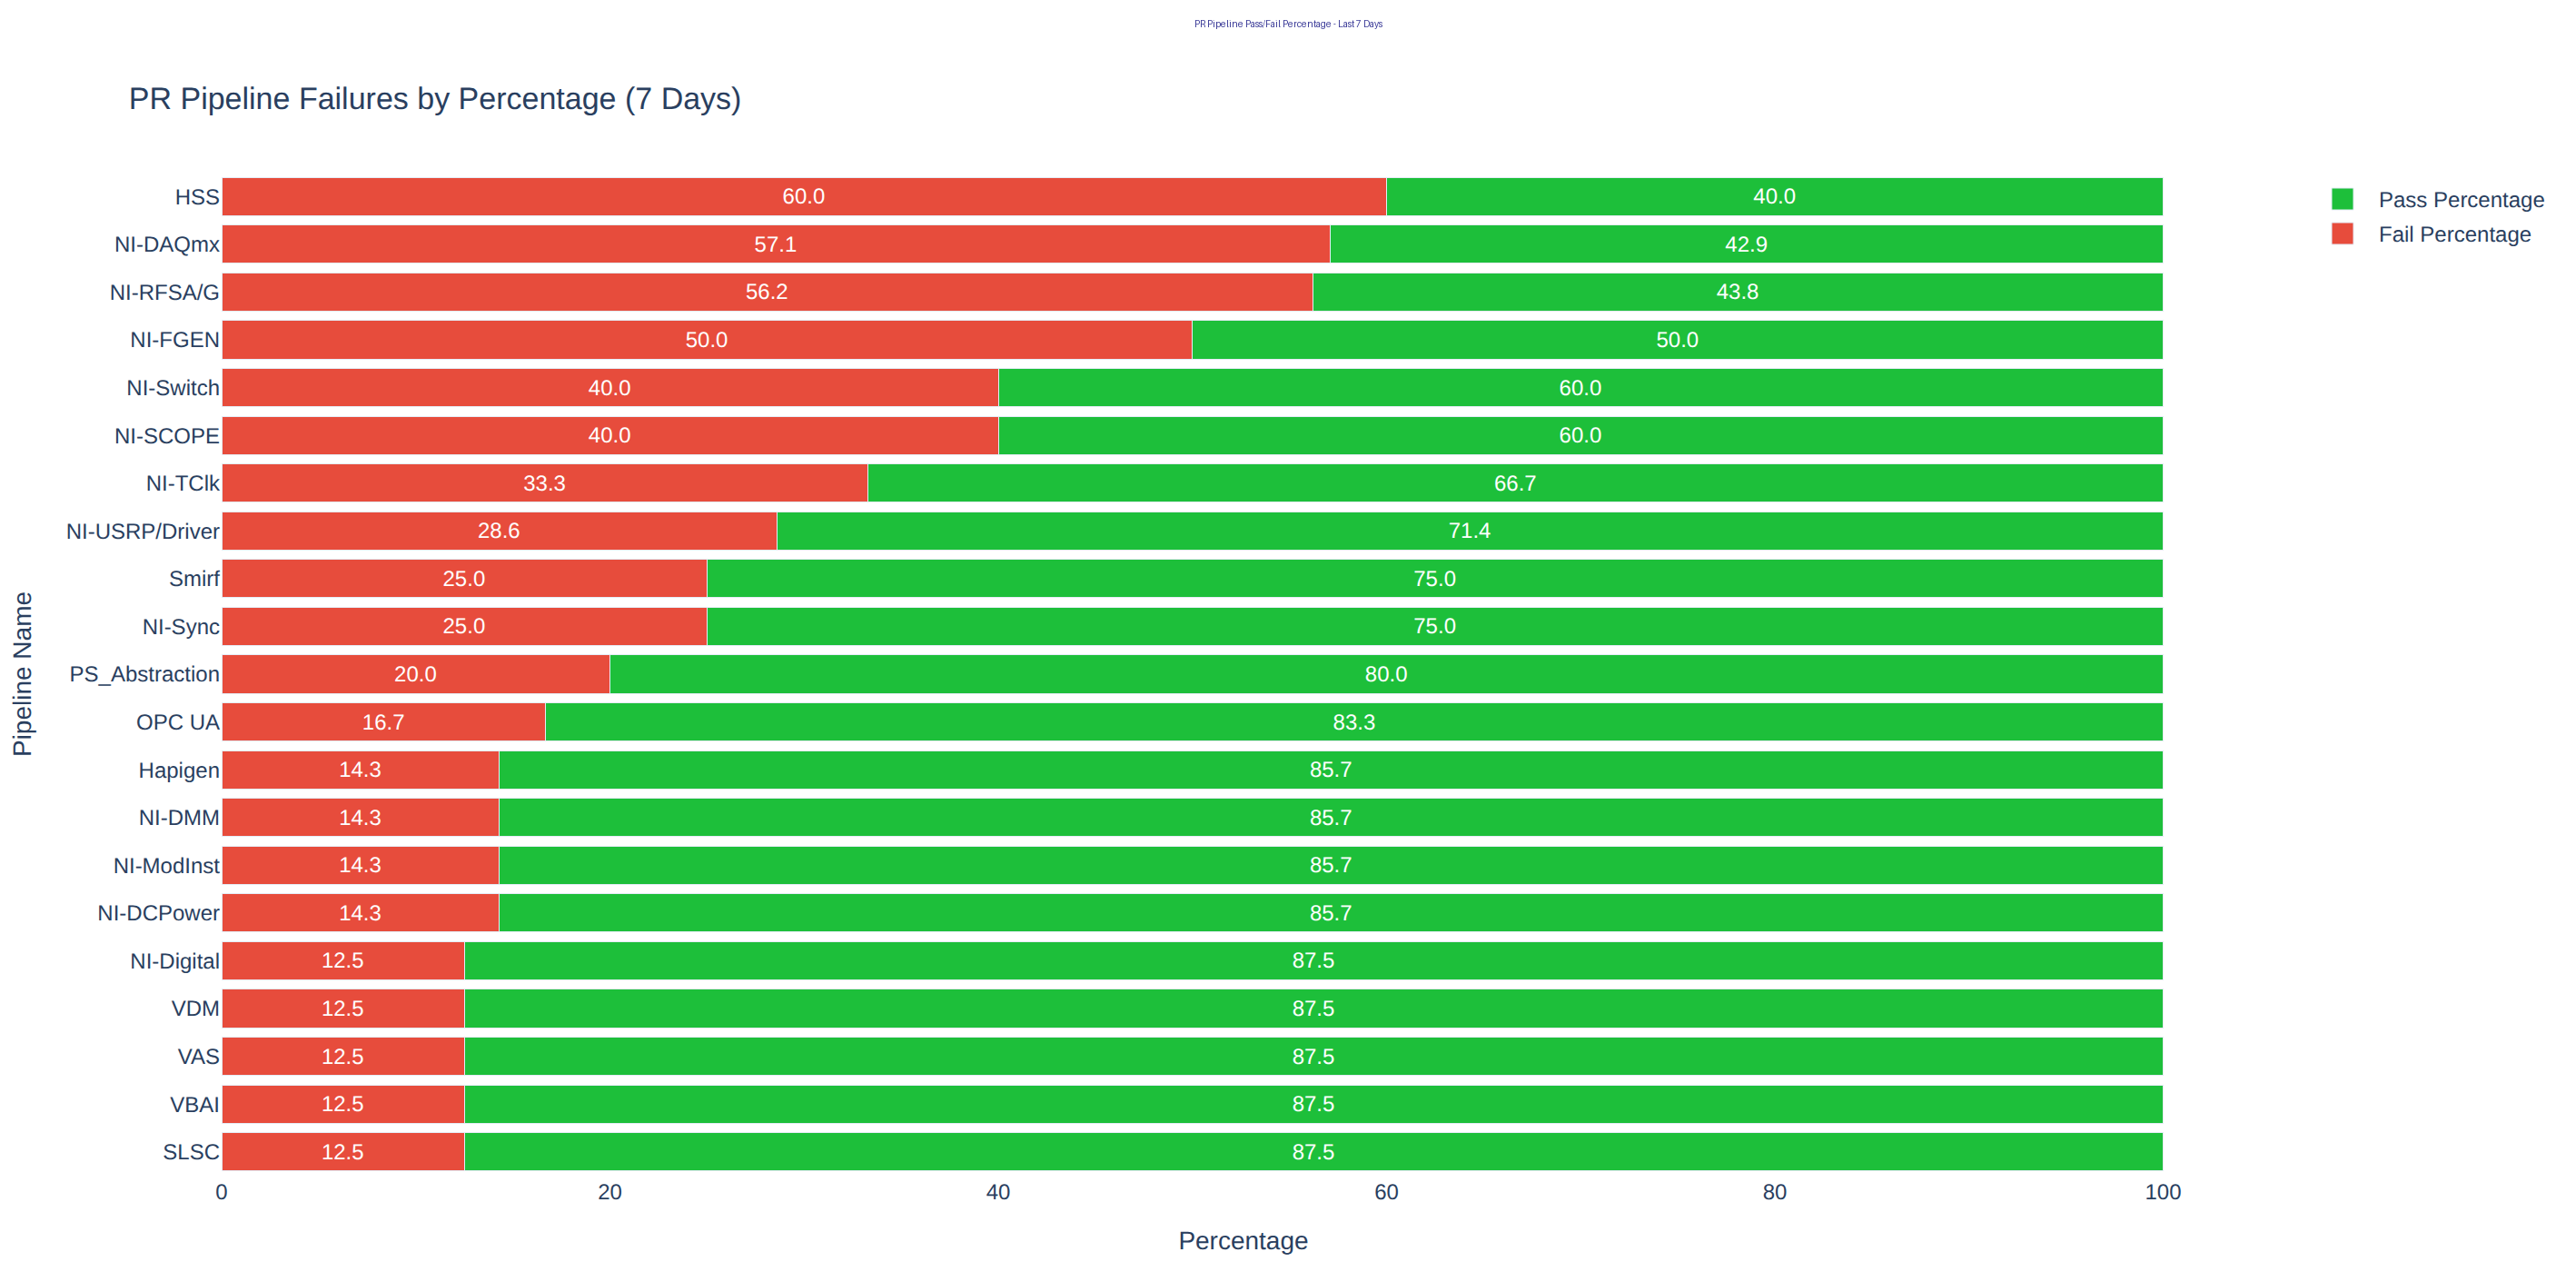 PR Pipeline Pass/Fail Percentage - Last 7 Days
PR Pipeline Failures by Percentage (7 Days)
Pass Percentage
Fail Percentage
Pipeline Name
HSS 60.0 40.0
NI-DAQmx 57.1 42.9
NI-RFSA/G 56.2 43.8
NI-FGEN 50.0 50.0
NI-Switch 40.0 60.0
NI-SCOPE 40.0 60.0
NI-TClk 33.3 66.7
NI-USRP/Driver 28.6 71.4
Smirf 25.0 75.0
NI-Sync 25.0 75.0
PS_Abstraction 20.0 80.0
OPC UA 16.7 83.3
Hapigen 14.3 85.7
NI-DMM 14.3 85.7
NI-ModInst 14.3 85.7
NI-DCPower 14.3 85.7
NI-Digital 12.5 87.5
VDM 12.5 87.5
VAS 12.5 87.5
VBAI 12.5 87.5
SLSC 12.5 87.5
0 20 40 60 80 100
Percentage